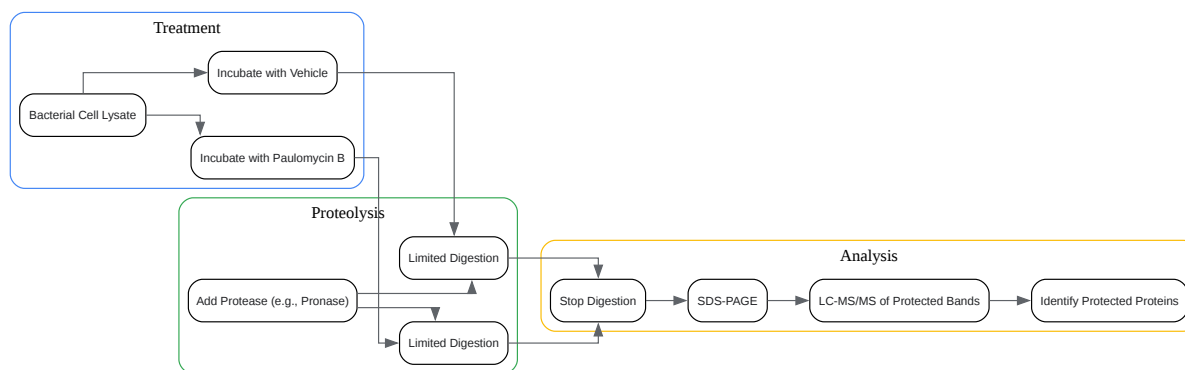 Treatment
Incubate with Vehicle
Bacterial Cell Lysate
Incubate with Paulomycin B
Proteolysis
Limited Digestion
Add Protease (e.g., Pronase)
Limited Digestion
Analysis
Stop Digestion
SDS-PAGE
LC-MS/MS of Protected Bands
Identify Protected Proteins